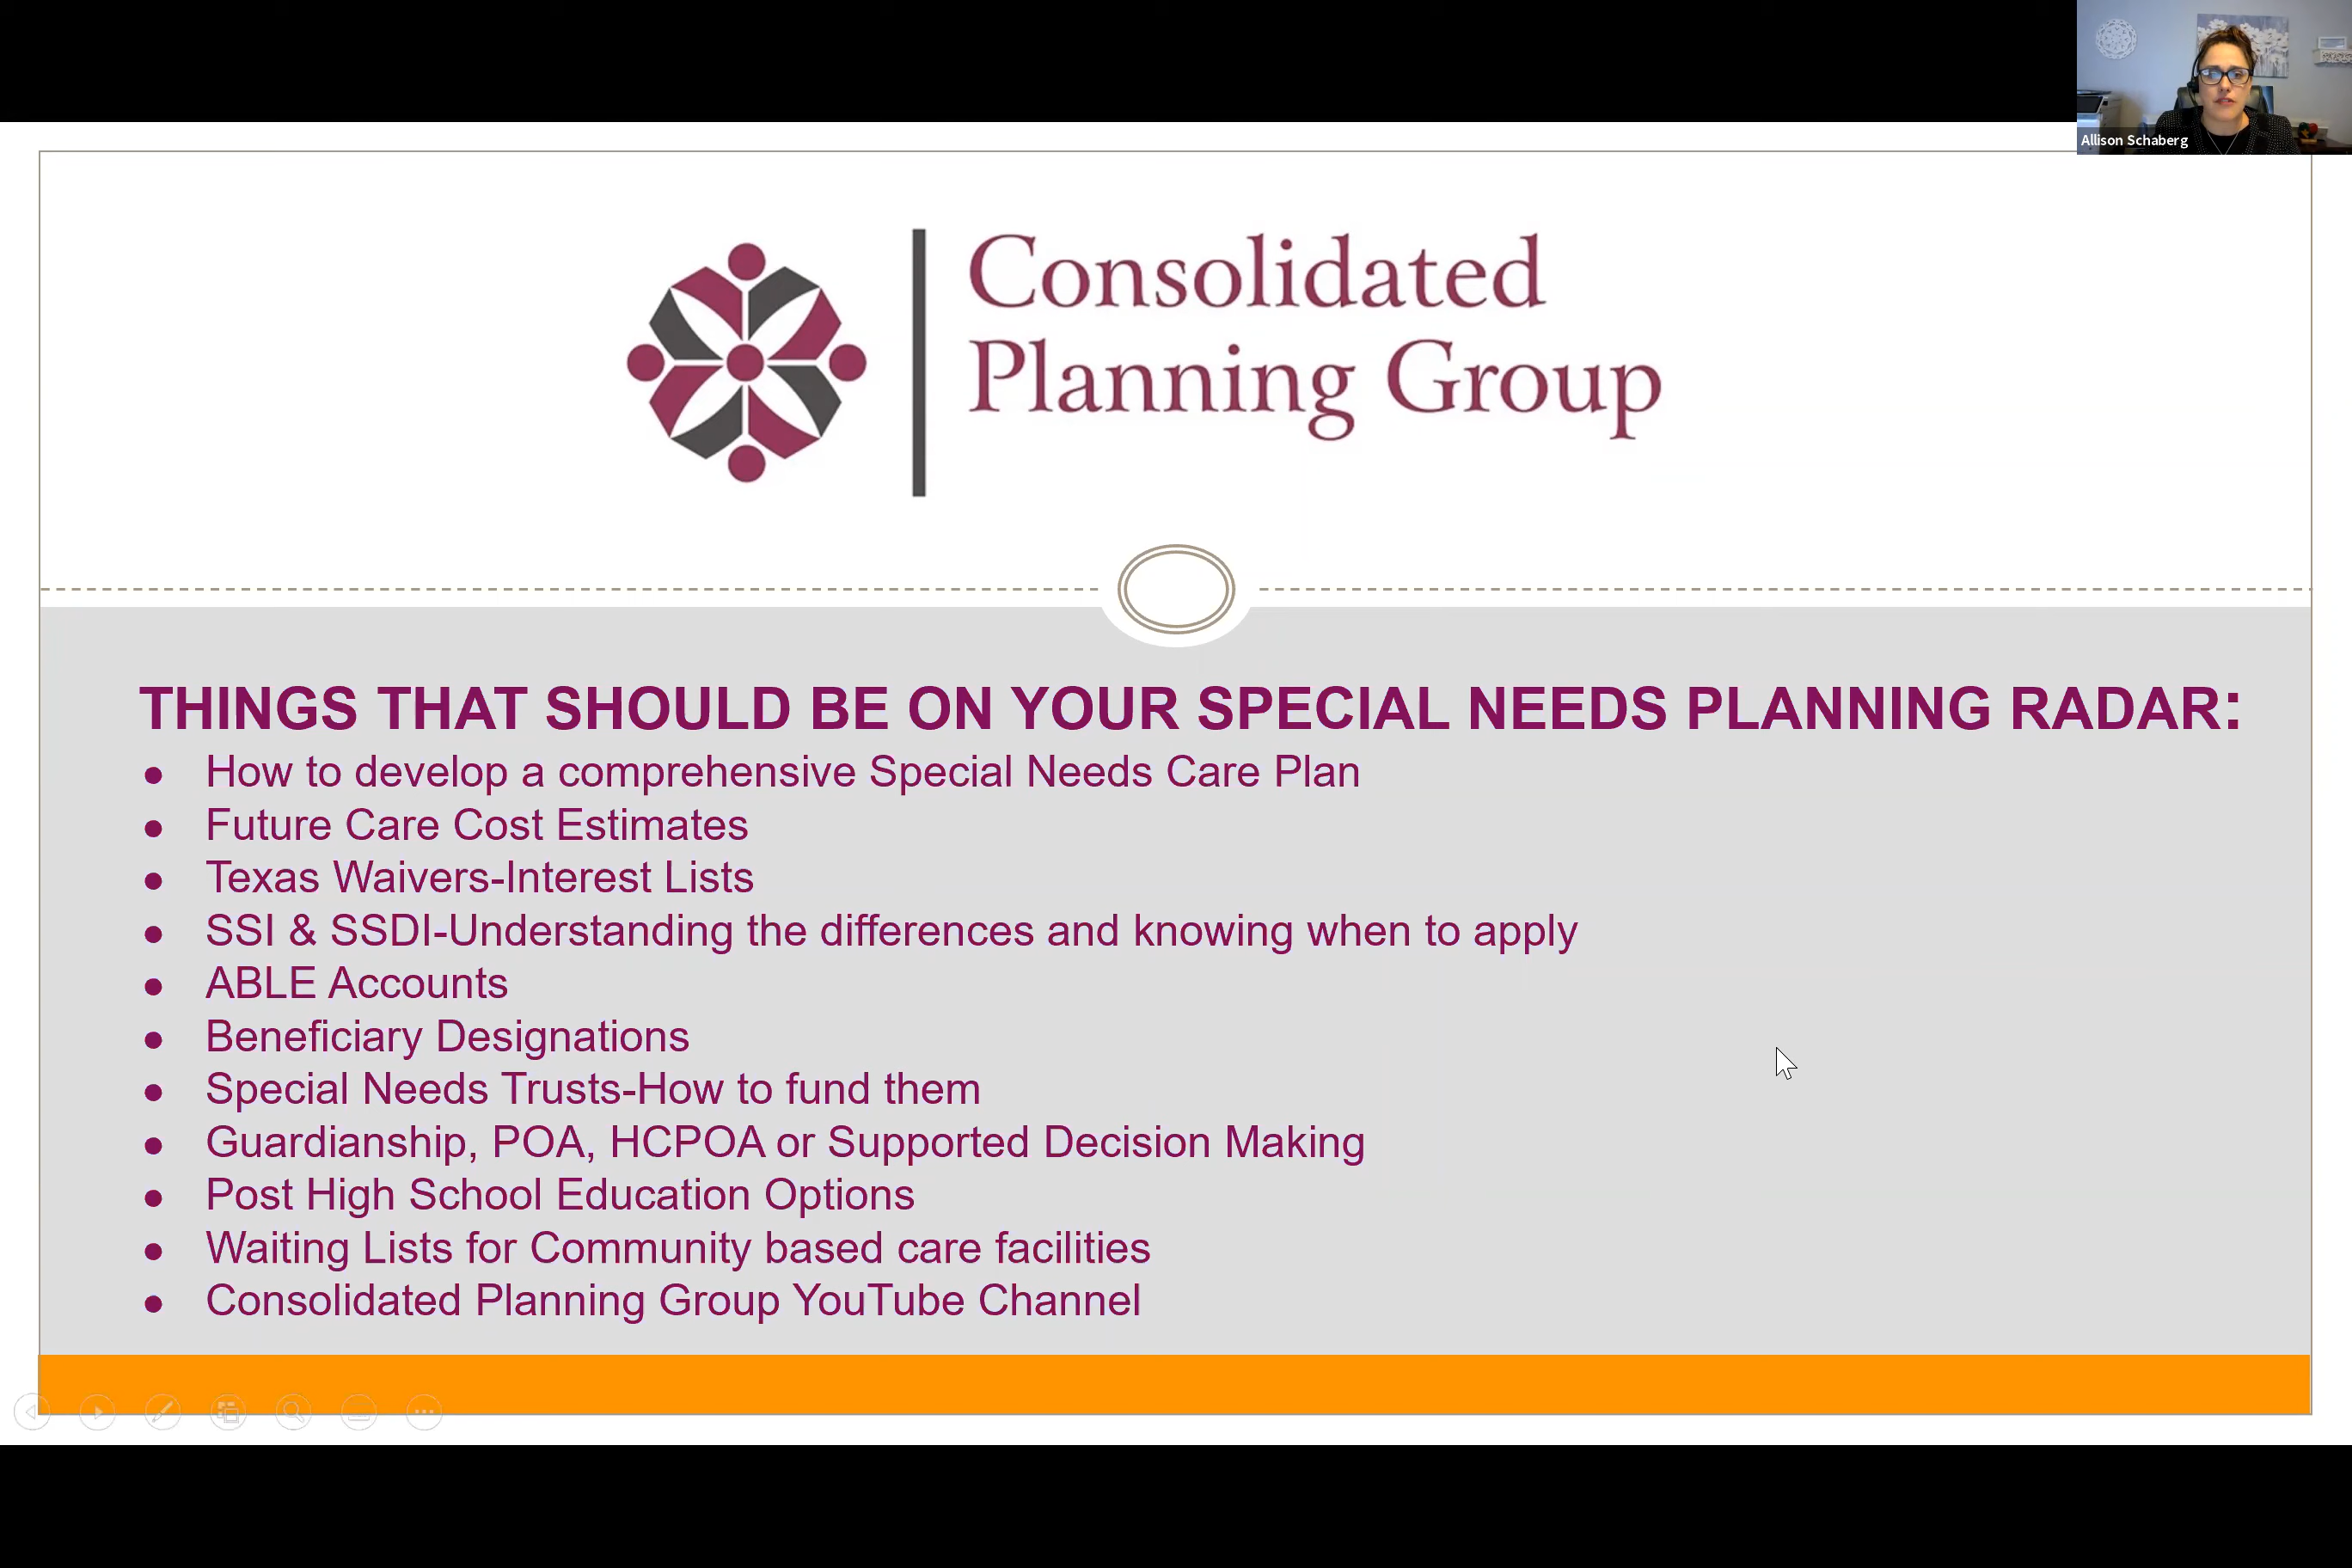 Allison Schaberg
Consolidated
Planning Group
THINGS THAT SHOULD BE ON YOUR SPECIAL NEEDS PLANNING RADAR:
● How to develop a comprehensive Special Needs Care Plan
● Future Care Cost Estimates
● Texas Waivers-Interest Lists
● SSI & SSDI-Understanding the differences and knowing when to apply
● ABLE Accounts
● Beneficiary Designations
● Special Needs Trusts-How to fund them
● Guardianship, POA, HCPOA or Supported Decision Making
● Post High School Education Options
● Waiting Lists for Community based care facilities
● Consolidated Planning Group YouTube Channel